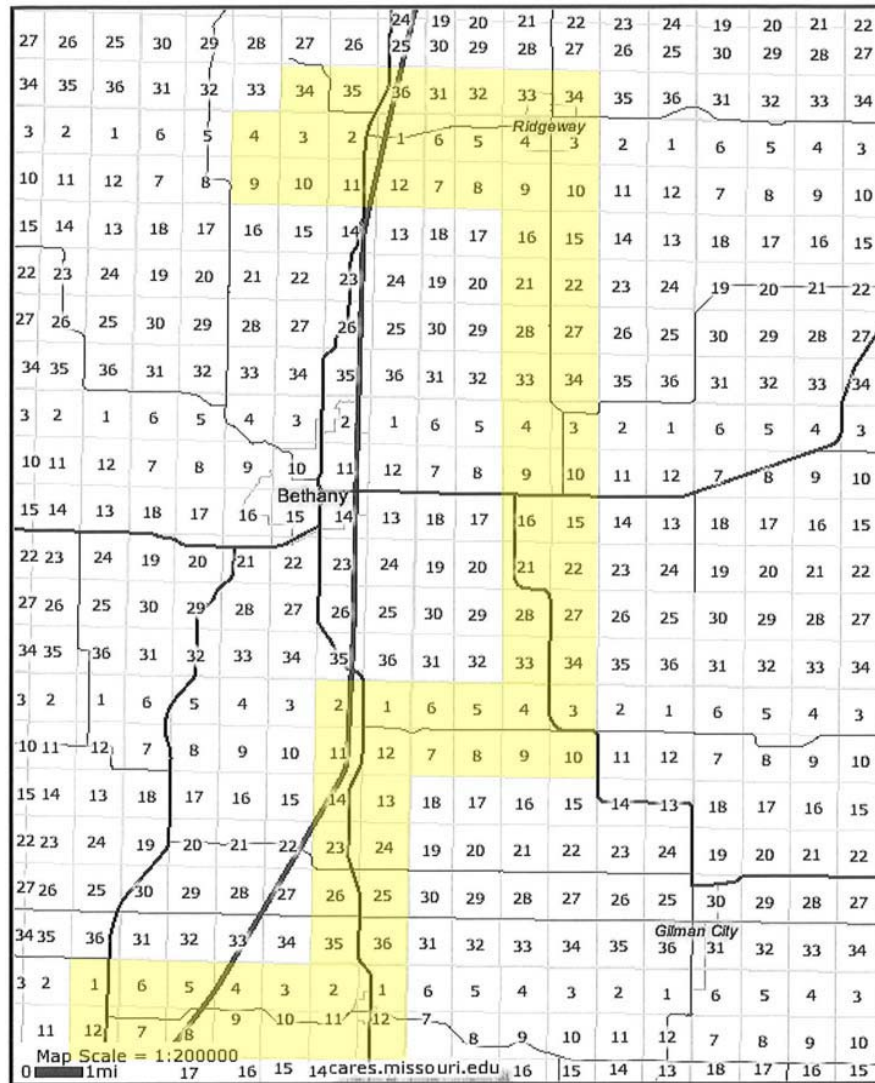 24 19 20 21 22 23 24 19 20 21 22
27 26 25 30 29 28 27 26 25 30 29 28 27 26 25 30 29 28 27
34 35 36 31 32 33 34 35 36 31 32 33 34 35 36 31 32 33 34
Ridgeway
3 2 1 6 5 4 3 2 1 6 5 4 3 2 1 6 5 4 3
10 11 12 7 8 9 10 11 12 7 8 9 10 11 12 7 8 9 10
15 14 13 18 17 16 15 14 13 18 17 16 15 14 13 18 17 16 15
22 23 24 19 20 21 22 23 24 19 20 21 22 23 24 19 20 21 22
27 26 25 30 29 28 27 26 25 30 29 28 27 26 25 30 29 28 27
34 35 36 31 32 33 34 35 36 31 32 33 34 35 36 31 32 33 34
3 2 1 6 5 4 3 2 1 6 5 4 3 2 1 6 5 4 3
10 11 12 7 8 9 10 11 12 7 8 9 10 11 12 7 8 9 10
Bethany
15 14 13 18 17 16 15 14 13 18 17 16 15 14 13 18 17 16 15
22 23 24 19 20 21 22 23 24 19 20 21 22 23 24 19 20 21 22
27 26 25 30 29 28 27 26 25 30 29 28 27 26 25 30 29 28 27
34 35 36 31 32 33 34 35 36 31 32 33 34 35 36 31 32 33 34
3 2 1 6 5 4 3 2 1 6 5 4 3 2 1 6 5 4 3
10 11 12 7 8 9 10 11 12 7 8 9 10 11 12 7 8 9 10
15 14 13 18 17 16 15 14 13 18 17 16 15 14 13 18 17 16 15
22 23 24 19 20 21 22 23 24 19 20 21 22 23 24 19 20 21 22
27 26 25 30 29 28 27 26 25 30 29 28 27 26 25 30 29 28 27
Gilman City
34 35 36 31 32 33 34 35 36 31 32 33 34 35 36 31 32 33 34
3 2 1 6 5 4 3 2 1 6 5 4 3 2 1 6 5 4 3
11 12 7 8 9 10 11 12 7 8 9 10 11 12 7 8 9 10
Map Scale = 1:200000
0 1mi 17 16 15 14 cares.missouri.edu 16 15 14 13 18 17 16 15